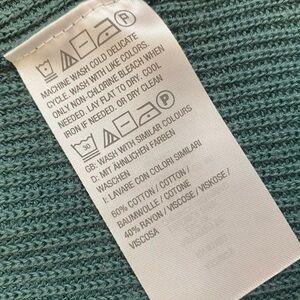 P
MACHINE WASH COLD DELICATE
CYCLE. WASH WITH LIKE COLORS.
ONLY NON-CHLORINE BLEACH WHEN
NEEDED. LAY FLAT TO DRY. COOL
IRON IF NEEDED. OR DRY CLEAN
30
P
GB: WASH WITH SIMILAR COLOURS
D: MIT ÄHNLICHEN FARBEN
WASCHEN
I: LAVARE CON COLORI SIMILARI
60% COTTON / COTTON /
BAUMWOLLE / COTONE
40% RAYON / VISCOSE / VISKOSE /
VISCOSA